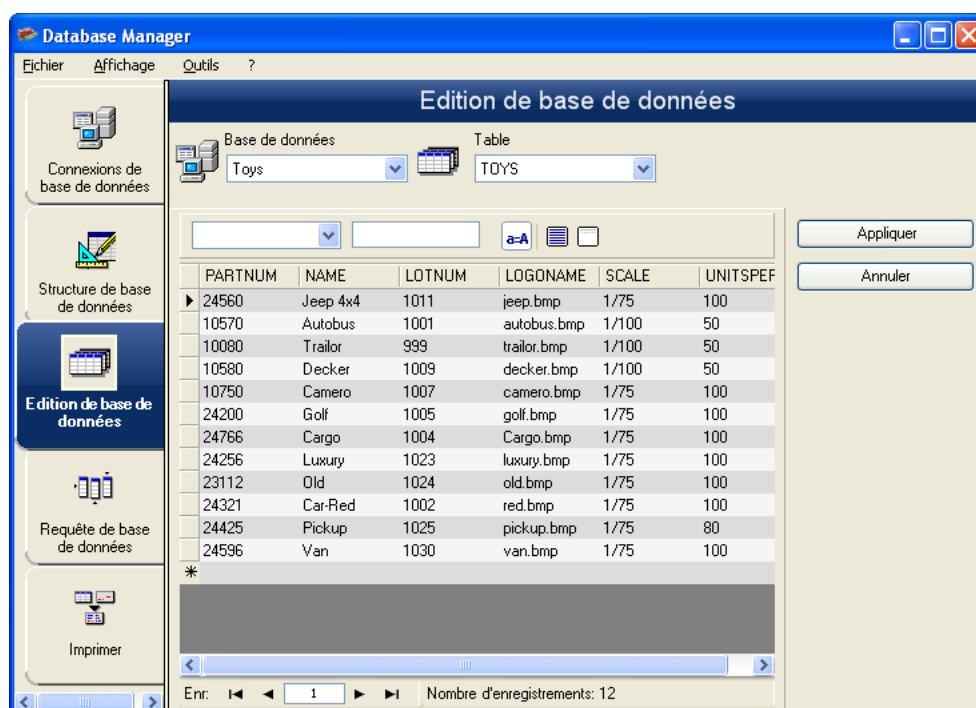 Database Manager
Fichier Affichage Outils ?
Edition de base de données
Connexions de
base de données
Structure de base
de données
Edition de base de
données
Requête de base
de données
Imprimer
Base de données Table
Toys TOYS
a=A
Appliquer
Annuler
PARTNUM NAME LOTNUM LOGONAME SCALE UNITSPER
24560 Jeep 4x4 1011 jeep.bmp 1/75 100
10570 Autobus 1001 autobus.bmp 1/100 50
10080 Trailor 999 trailor.bmp 1/100 50
10580 Decker 1009 decker.bmp 1/100 50
10750 Camero 1007 camero.bmp 1/75 100
24200 Golf 1005 golf.bmp 1/75 100
24766 Cargo 1004 Cargo.bmp 1/75 100
24256 Luxury 1023 luxury.bmp 1/75 100
23112 Old 1024 old.bmp 1/75 100
24321 Car-Red 1002 red.bmp 1/75 100
24425 Pickup 1025 pickup.bmp 1/75 80
24596 Van 1030 van.bmp 1/75 100
Enr: 1 Nombre d'enregistrements: 12